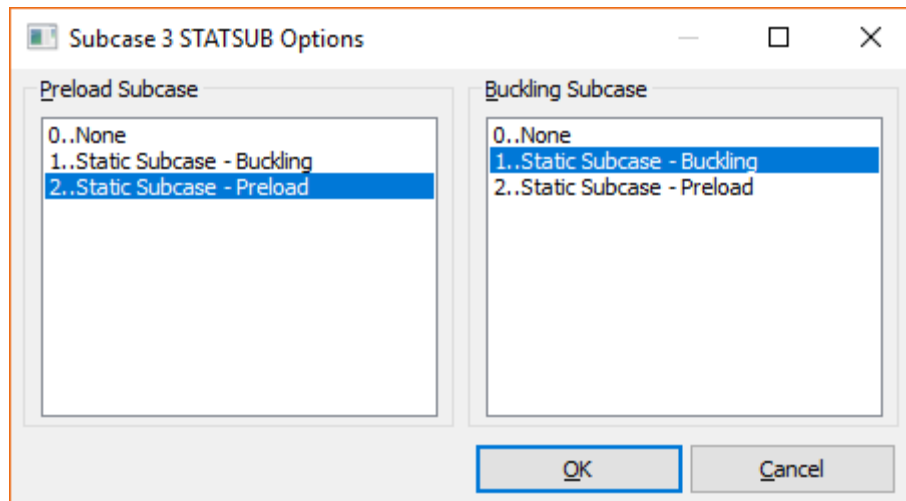 Subcase 3 STATSUB Options
Preload Subcase
0..None
1..Static Subcase - Buckling
2..Static Subcase - Preload
Buckling Subcase
0..None
1..Static Subcase - Buckling
2..Static Subcase - Preload
OK
Cancel